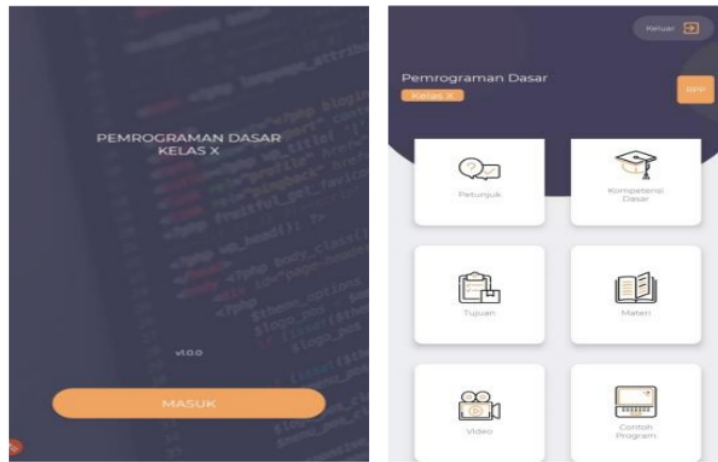 PEMROGRAMAN DASAR
KELAS X
v1.0.0
MASUK
Keluar
Pemrograman Dasar
Kelas X
RPP
Petunjuk
Kompetensi
Dasar
Tujuan
Materi
Video
Contoh
Program